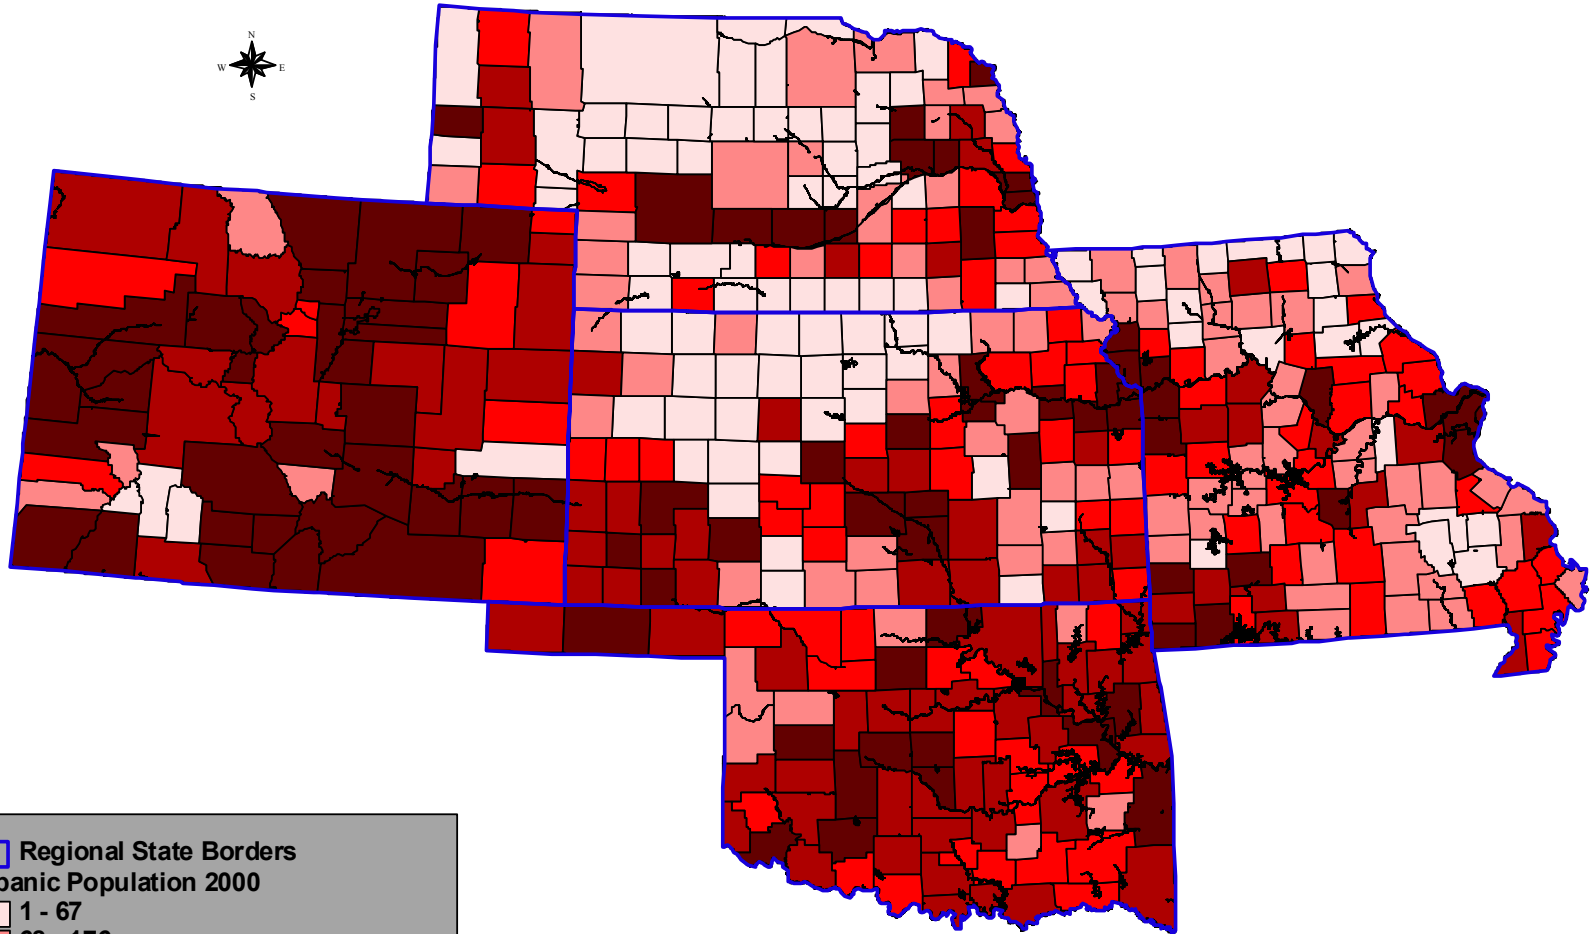 N
W E
S
Regional State Borders
panic Population 2000
1 - 67